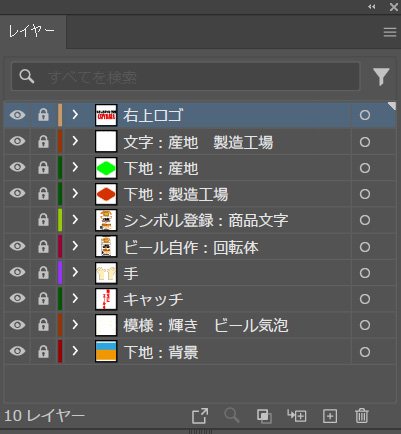 レイヤー
すべてを検索
右上ロゴ
文字：産地　製造工場
下地：産地
下地：製造工場
シンボル登録：商品文字
ビール自作：回転体
手
キャッチ
模様：輝き　ビール気泡
下地：背景
10 レイヤー